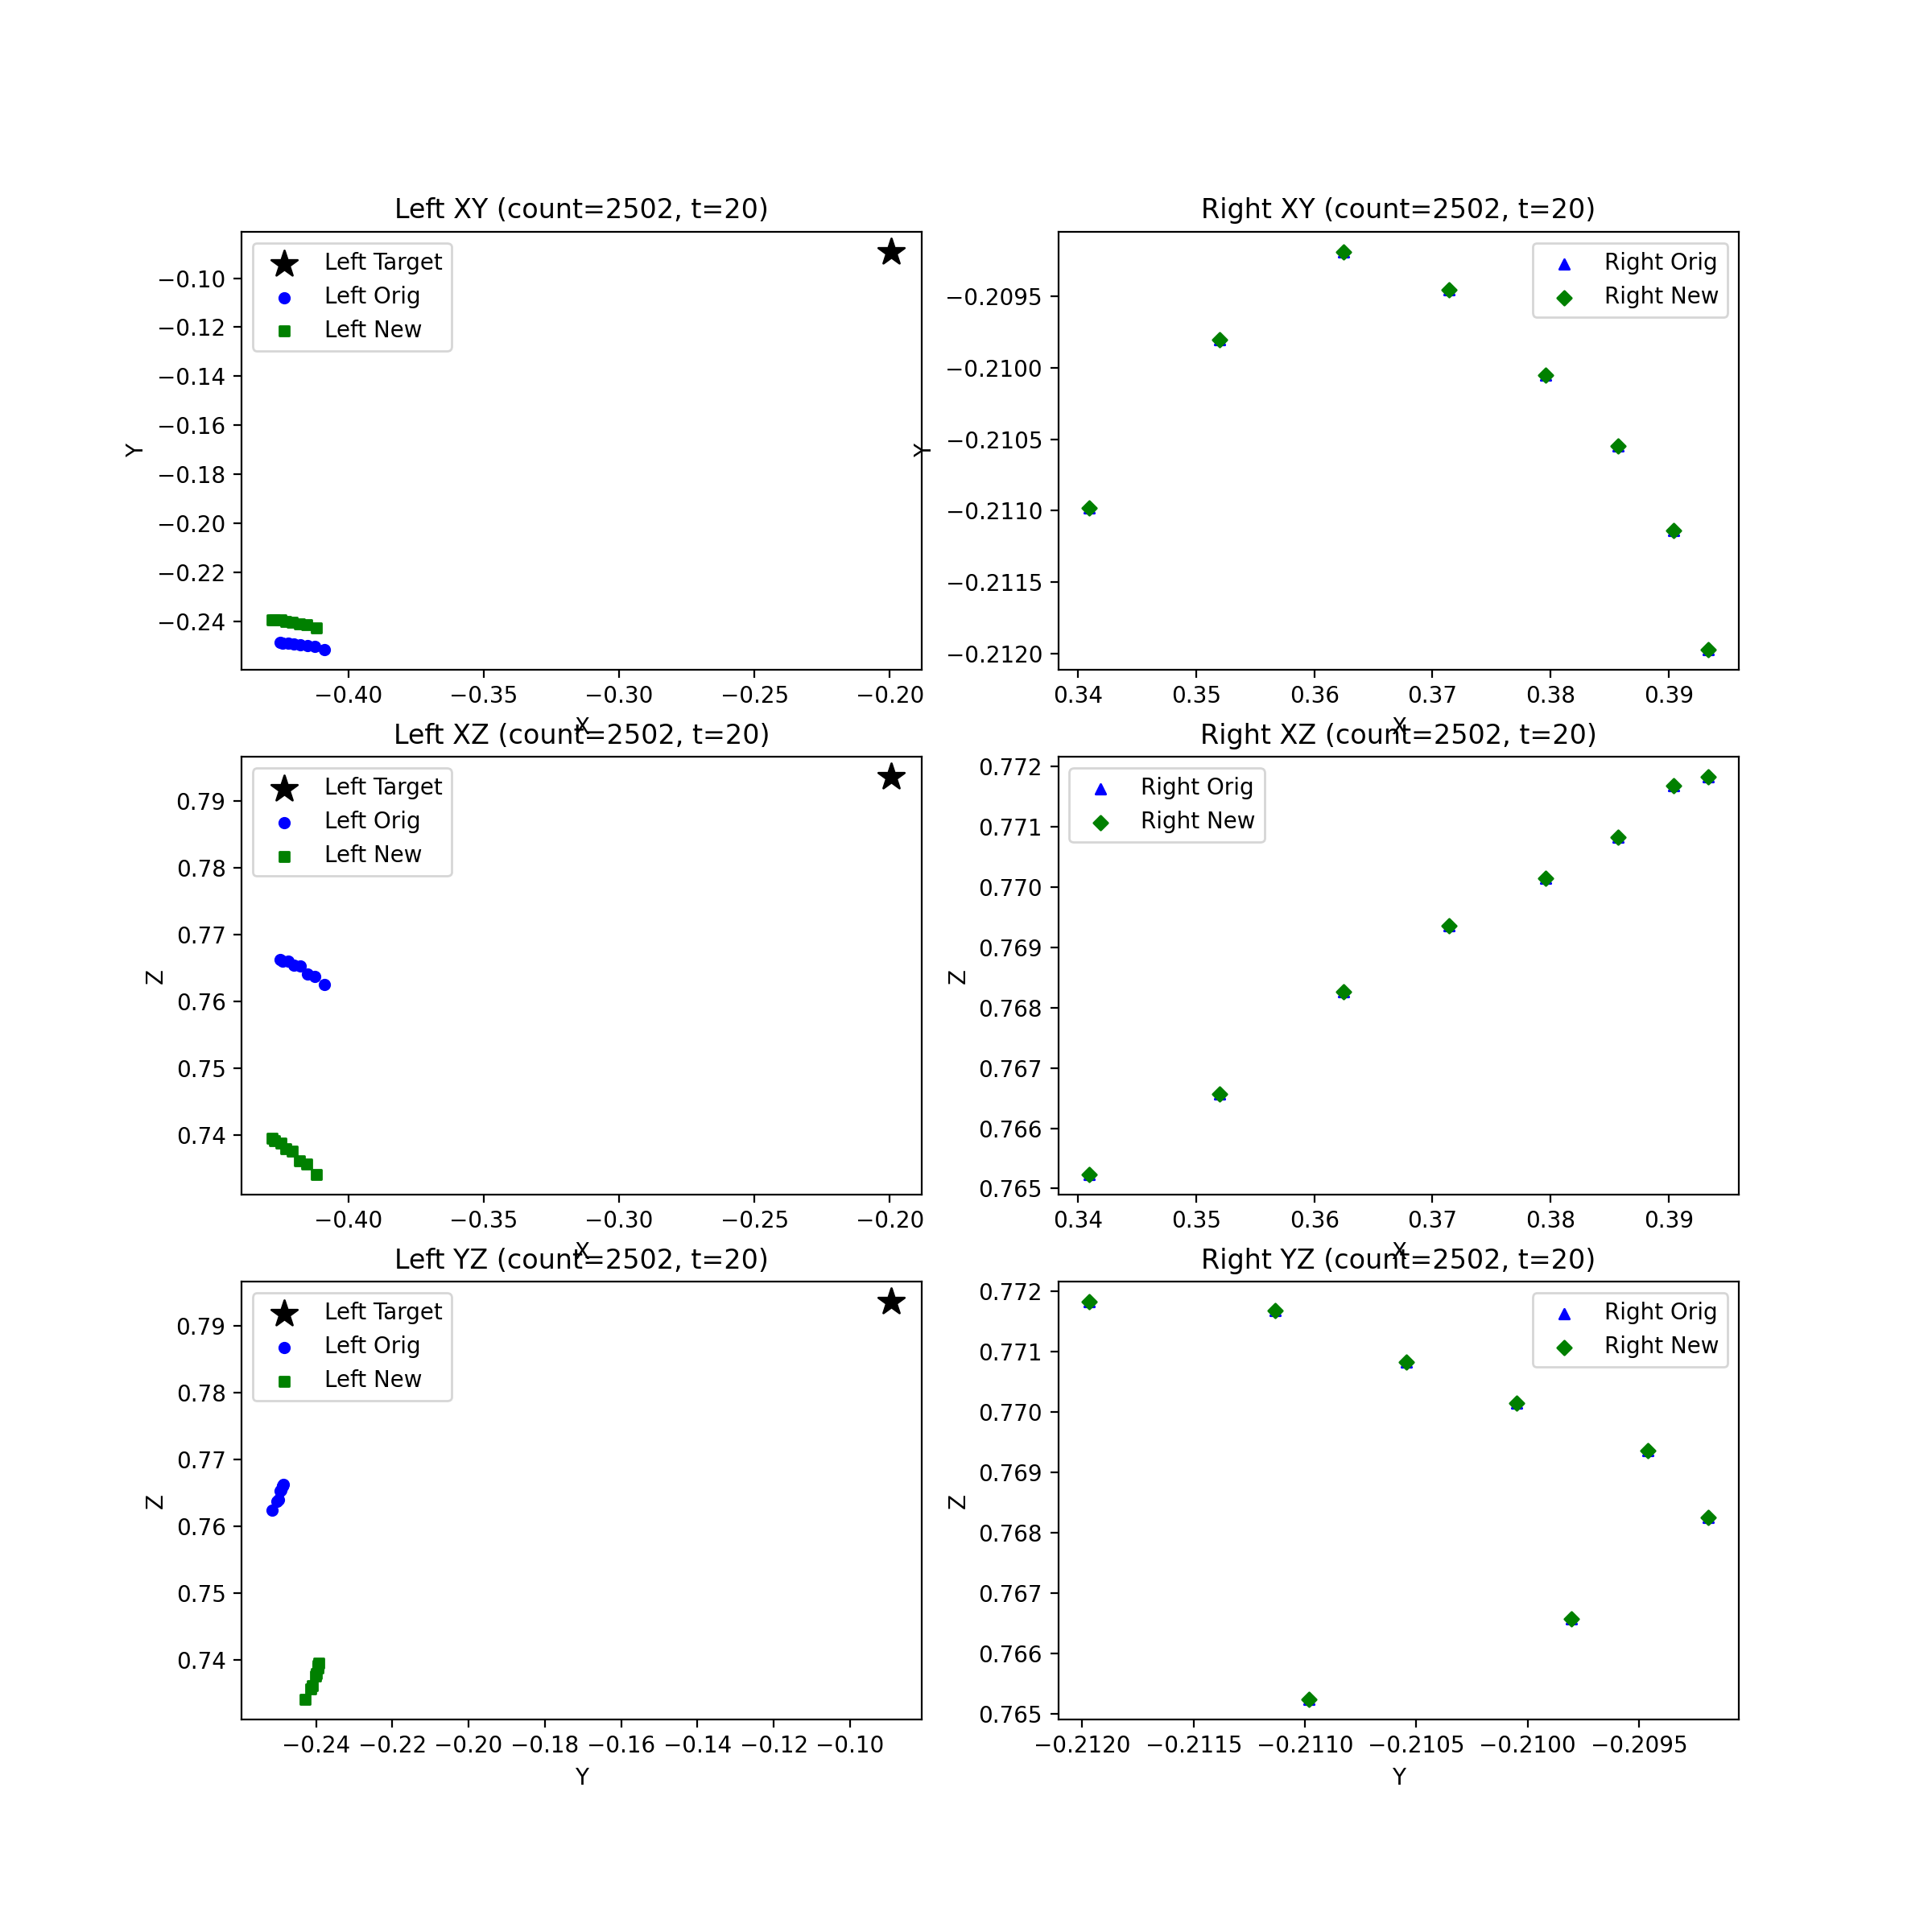 Left XY (count=2502, t=20)
Left Target
Left Orig
Left New
−0.10
−0.12
−0.14
−0.16
−0.18
−0.20
−0.22
−0.24
Y
−0.40 −0.35 −0.30 −0.25 −0.20
X
Right XY (count=2502, t=20)
Right Orig
Right New
−0.2095
−0.2100
−0.2105
−0.2110
−0.2115
−0.2120
Y
0.34 0.35 0.36 0.37 0.38 0.39
X
Left XZ (count=2502, t=20)
Left Target
Left Orig
Left New
0.79
0.78
0.77
0.76
0.75
0.74
Z
−0.40 −0.35 −0.30 −0.25 −0.20
X
Right XZ (count=2502, t=20)
Right Orig
Right New
0.772
0.771
0.770
0.769
0.768
0.767
0.766
0.765
Z
0.34 0.35 0.36 0.37 0.38 0.39
X
Left YZ (count=2502, t=20)
Left Target
Left Orig
Left New
0.79
0.78
0.77
0.76
0.75
0.74
Z
−0.24 −0.22 −0.20 −0.18 −0.16 −0.14 −0.12 −0.10
Y
Right YZ (count=2502, t=20)
Right Orig
Right New
0.772
0.771
0.770
0.769
0.768
0.767
0.766
0.765
Z
−0.2120 −0.2115 −0.2110 −0.2105 −0.2100 −0.2095
Y